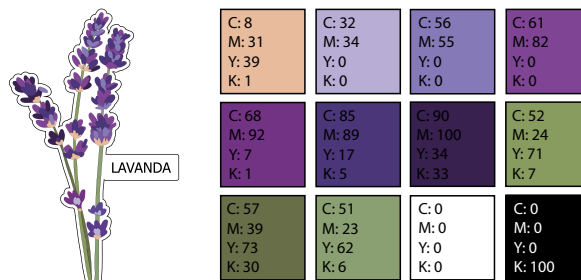 LAVANDA
C: 8
M: 31
Y: 39
K: 1
C: 32
M: 34
Y: 0
K: 0
C: 56
M: 55
Y: 0
K: 0
C: 61
M: 82
Y: 0
K: 0
C: 68
M: 92
Y: 7
K: 1
C: 85
M: 89
Y: 17
K: 5
C: 90
M: 100
Y: 34
K: 33
C: 52
M: 24
Y: 71
K: 7
C: 57
M: 39
Y: 73
K: 30
C: 51
M: 23
Y: 62
K: 6
C: 0
M: 0
Y: 0
K: 0
C: 0
M: 0
Y: 0
K: 100